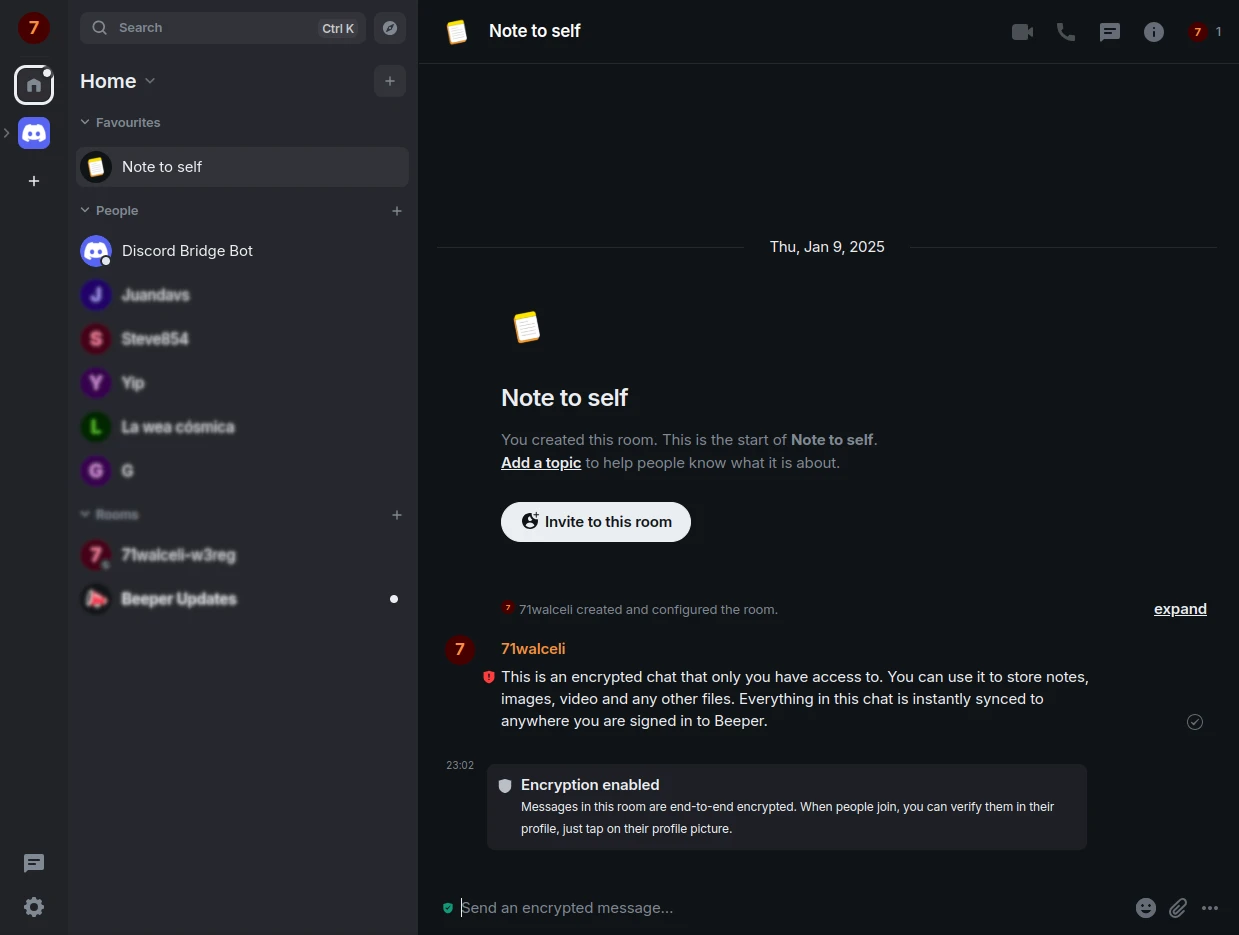 7
Search
Ctrl K
Home
Favourites
Note to self
People
Discord Bridge Bot
J
Juandavs
S
Steve854
Y
Yip
L
La wea cósmica
G
G
Rooms
7
71walceli-w3reg
Beeper Updates
Note to self
7
1
Thu, Jan 9, 2025
Note to self
You created this room. This is the start of Note to self.
Add a topic to help people know what it is about.
Invite to this room
7
71walceli created and configured the room.
expand
7
71walceli
This is an encrypted chat that only you have access to. You can use it to store notes,
images, video and any other files. Everything in this chat is instantly synced to
anywhere you are signed in to Beeper.
23:02
Encryption enabled
Messages in this room are end-to-end encrypted. When people join, you can verify them in their
profile, just tap on their profile picture.
Send an encrypted message...